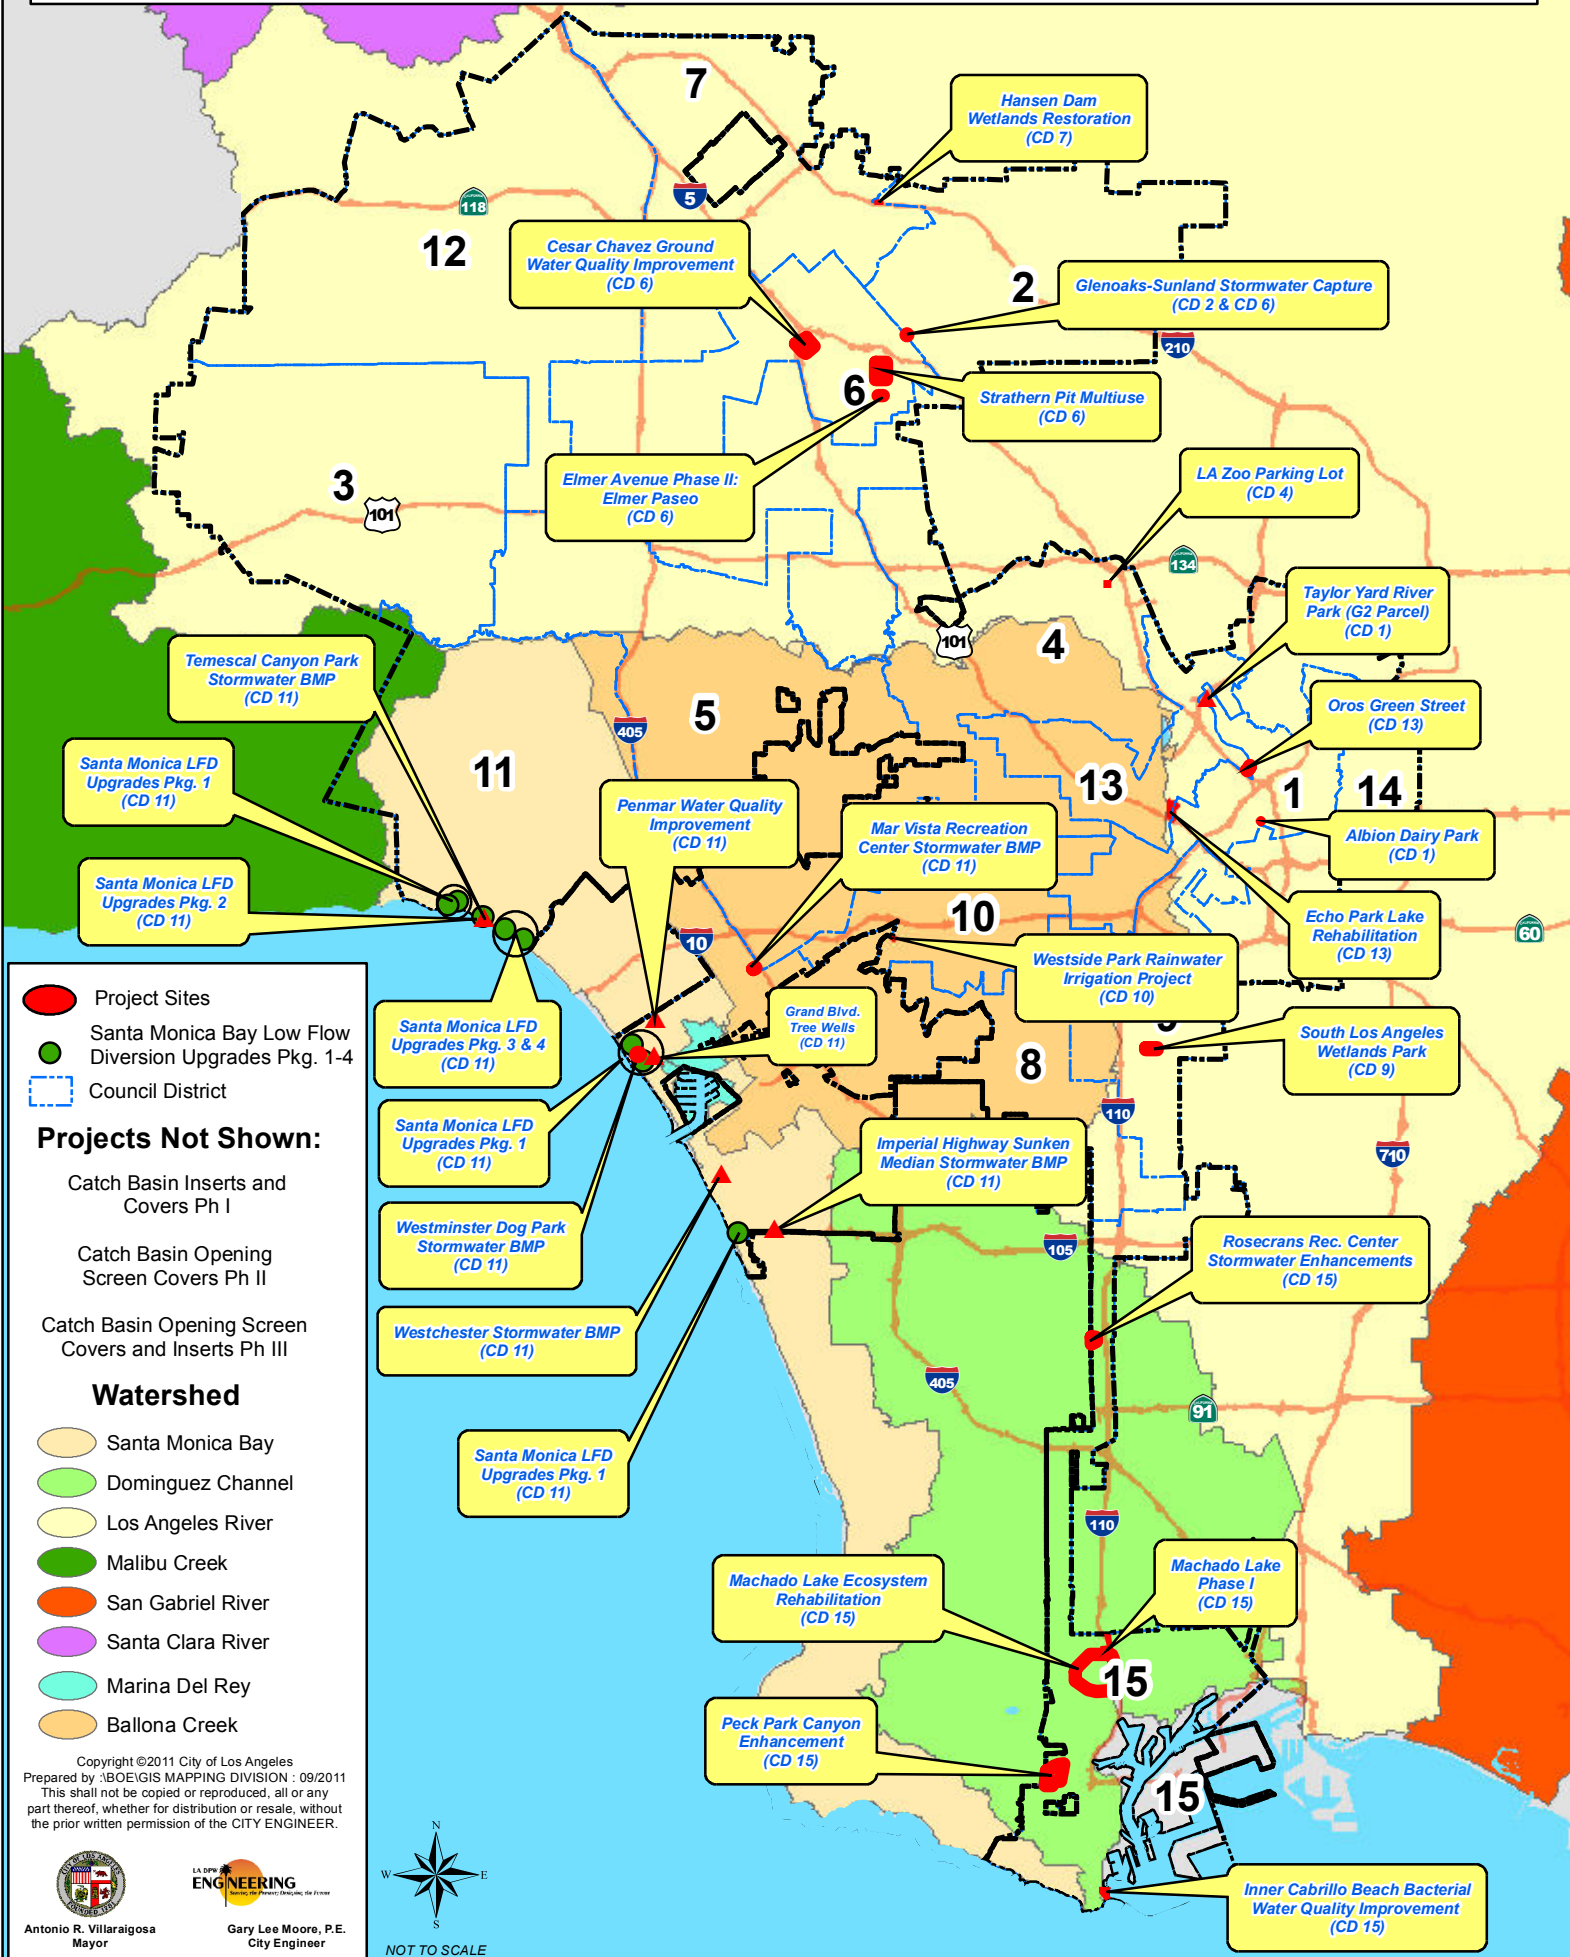 7
Hansen Dam
Wetlands Restoration
(CD 7)
5
118
12
Cesar Chavez Ground
Water Quality Improvement
(CD 6)
2
Glenoaks-Sunland Stormwater Capture
(CD 2 & CD 6)
210
6
Strathern Pit Multiuse
(CD 6)
3
101
Elmer Avenue Phase II:
Elmer Paseo
(CD 6)
LA Zoo Parking Lot
(CD 4)
134
Taylor Yard River
Park (G2 Parcel)
(CD 1)
101
4
Temescal Canyon Park
Stormwater BMP
(CD 11)
5
405
Oros Green Street
(CD 13)
Santa Monica LFD
Upgrades Pkg. 1
(CD 11)
11
13
1
14
Penmar Water Quality
Improvement
(CD 11)
Mar Vista Recreation
Center Stormwater BMP
(CD 11)
Albion Dairy Park
(CD 1)
Santa Monica LFD
Upgrades Pkg. 2
(CD 11)
10
10
Echo Park Lake
Rehabilitation
(CD 13)
60
Westside Park Rainwater
Irrigation Project
(CD 10)
Santa Monica LFD
Upgrades Pkg. 3 & 4
(CD 11)
Grand Blvd.
Tree Wells
(CD 11)
9
South Los Angeles
Wetlands Park
(CD 9)
8
110
710
Santa Monica LFD
Upgrades Pkg. 1
(CD 11)
Imperial Highway Sunken
Median Stormwater BMP
(CD 11)
Westminster Dog Park
Stormwater BMP
(CD 11)
105
Rosecrans Rec. Center
Stormwater Enhancements
(CD 15)
Westchester Stormwater BMP
(CD 11)
405
91
Santa Monica LFD
Upgrades Pkg. 1
(CD 11)
110
Machado Lake Ecosystem
Rehabilitation
(CD 15)
Machado Lake
Phase I
(CD 15)
15
Peck Park Canyon
Enhancement
(CD 15)
15
Inner Cabrillo Beach Bacterial
Water Quality Improvement
(CD 15)
Project Sites
Santa Monica Bay Low Flow
Diversion Upgrades Pkg. 1-4
Council District
Projects Not Shown:
Catch Basin Inserts and
Covers Ph I
Catch Basin Opening
Screen Covers Ph II
Catch Basin Opening Screen
Covers and Inserts Ph III
Watershed
Santa Monica Bay
Dominguez Channel
Los Angeles River
Malibu Creek
San Gabriel River
Santa Clara River
Marina Del Rey
Ballona Creek
Copyright ©2011 City of Los Angeles
Prepared by :\BOE\GIS MAPPING DIVISION : 09/2011
This shall not be copied or reproduced, all or any
part thereof, whether for distribution or resale, without
the prior written permission of the CITY ENGINEER.
CITY OF LOS ANGELES
FOUNDED 1781
LA DPW
ENGINEERING
Serving the Present; Designing the Future
Antonio R. Villaraigosa
Mayor
Gary Lee Moore, P.E.
City Engineer
N
W
E
S
NOT TO SCALE